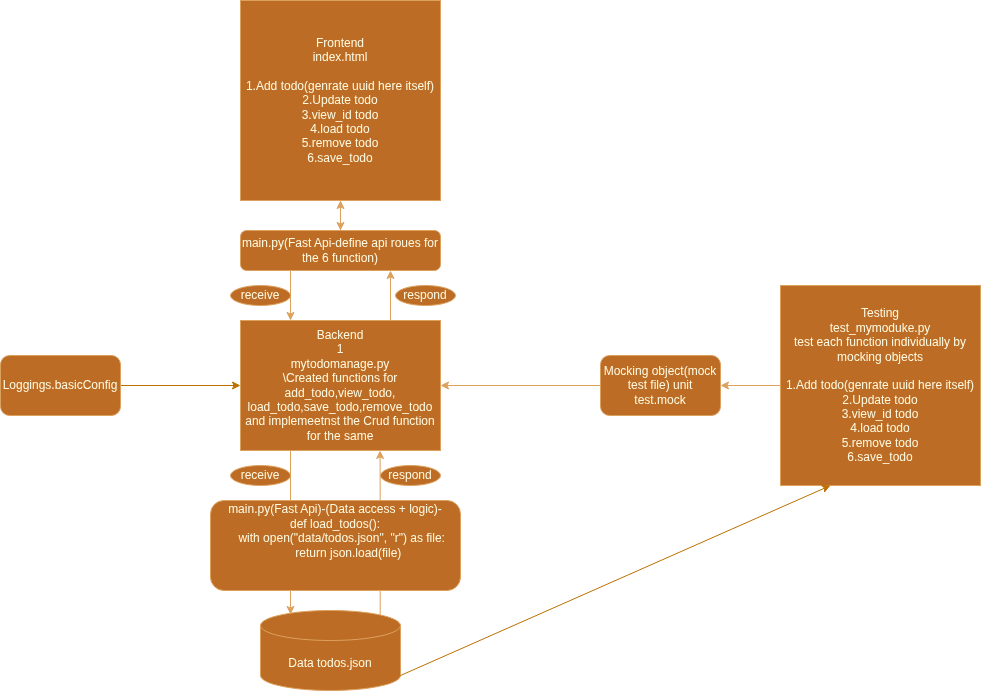 Frontend
index.html
1.Add todo(genrate uuid here itself)
2.Update todo
3.view_id todo
4.load todo
5.remove todo
6.save_todo
main.py(Fast Api-define api roues for
the 6 function)
receive
respond
Backend
1
mytodomanage.py
\Created functions for
add_todo,view_todo,
load_todo,save_todo,remove_todo
and implemeetnst the Crud function
for the same
Loggings.basicConfig
Mocking object(mock
test file) unit
test.mock
Testing
test_mymoduke.py
test each function individually by
mocking objects
1.Add todo(genrate uuid here itself)
2.Update todo
3.view_id todo
4.load todo
5.remove todo
6.save_todo
receive
respond
main.py(Fast Api)-(Data access + logic)-
def load_todos():
with open("data/todos.json", "r") as file:
return json.load(file)
Data todos.json